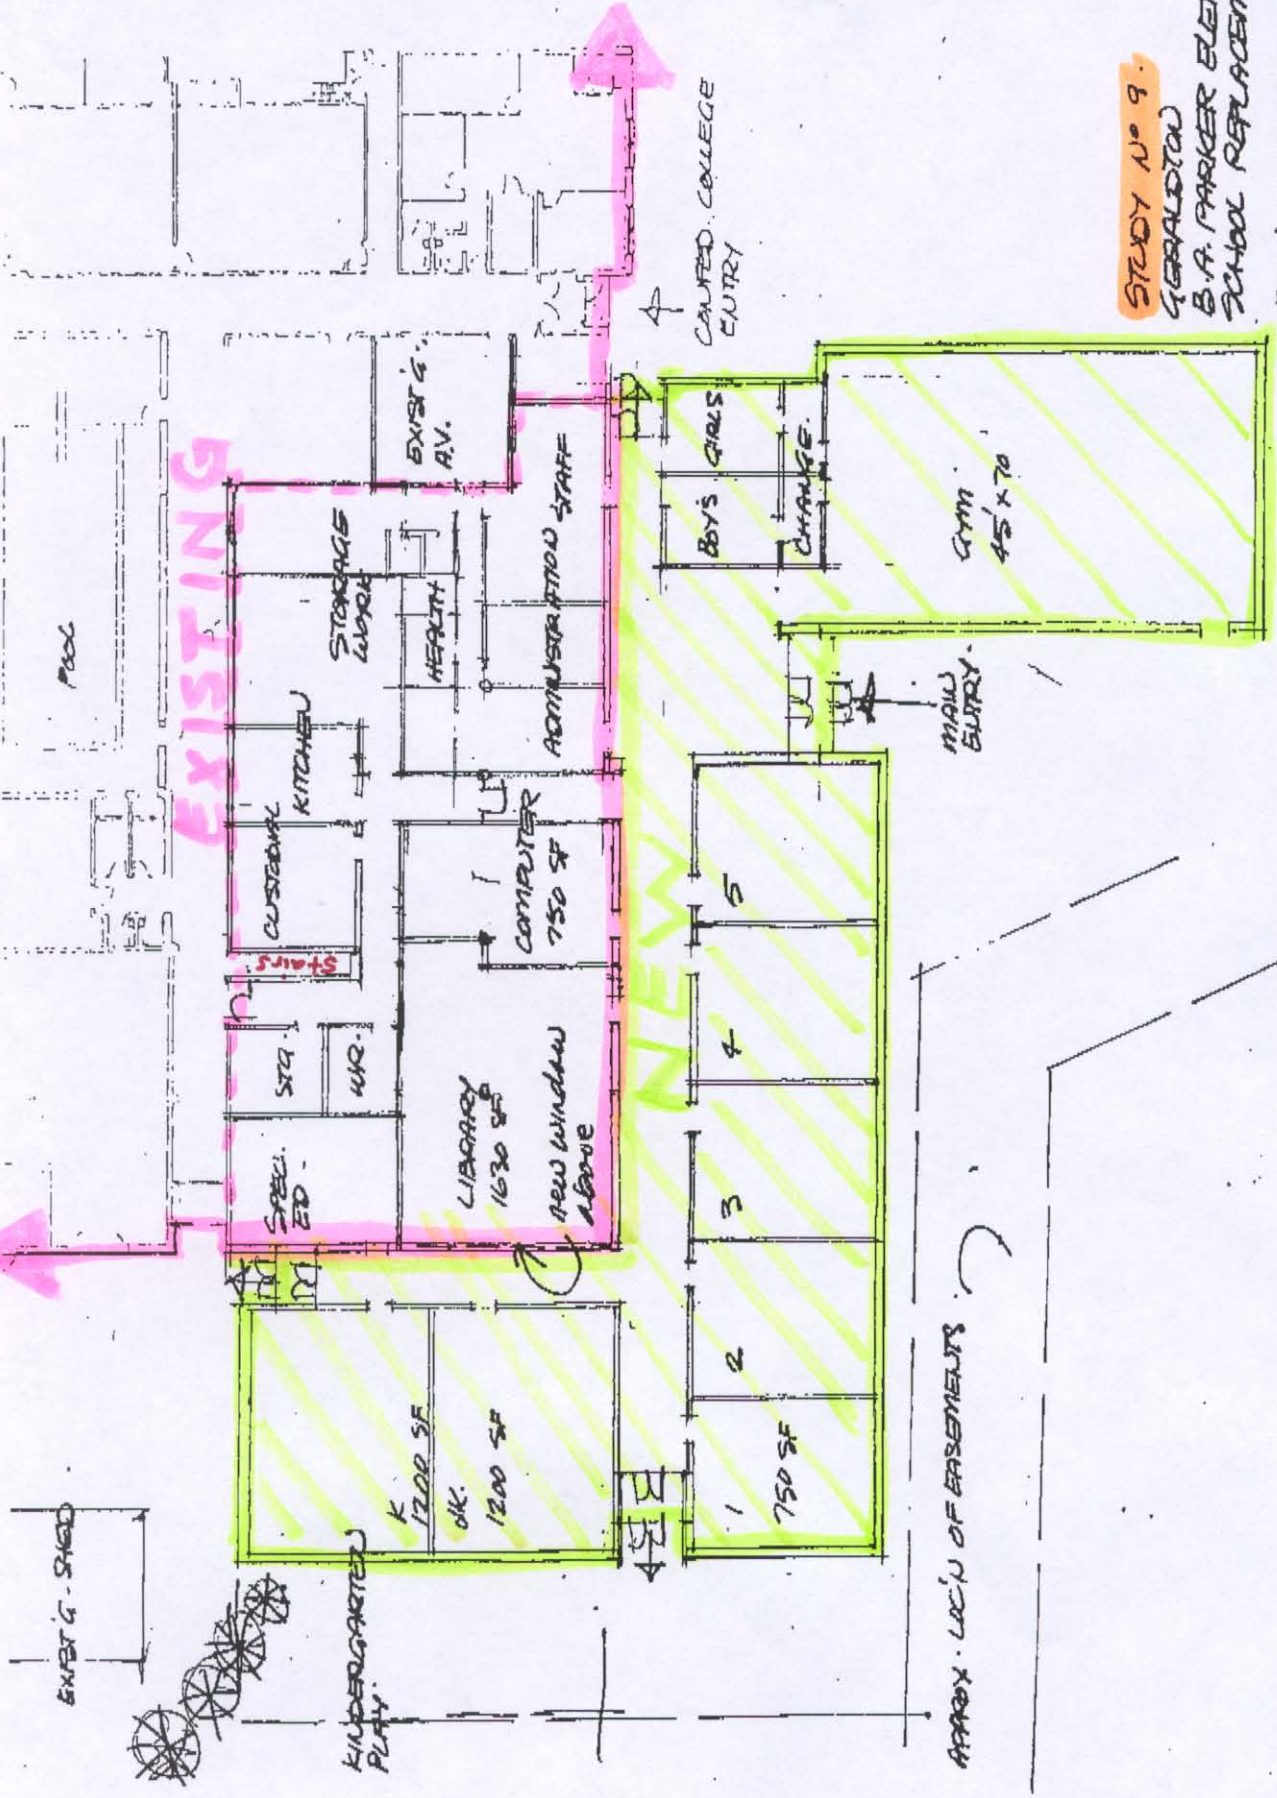 STUDY Nº 9.
GERALDTON
B.A. PARKER ELE
SCHOOL REPLACEM
EXIST'G. SHED
POOL
EXISTING
SPEC.
ED.
STG.
WR.
Stairs
CUSTODIAL
KITCHEN
STORAGE
WORK
EXIST'G.
A.V.
HEALTH
LIBRARY
1630 SF
NEW WINDOW
ABOVE
COMPUTER
750 SF
ADMINISTRATION
STAFF
CONFED. COLLEGE
ENTRY
KINDERGARTEN
PLAY.
K
1200 SF
JK.
1200 SF
NEW
BOYS
GIRLS
CHANGE.
1
750 SF
2
3
4
5
MAIN
ENTRY.
GYM
45' x 70'
APPROX. LOC'N OF EASEMENTS.